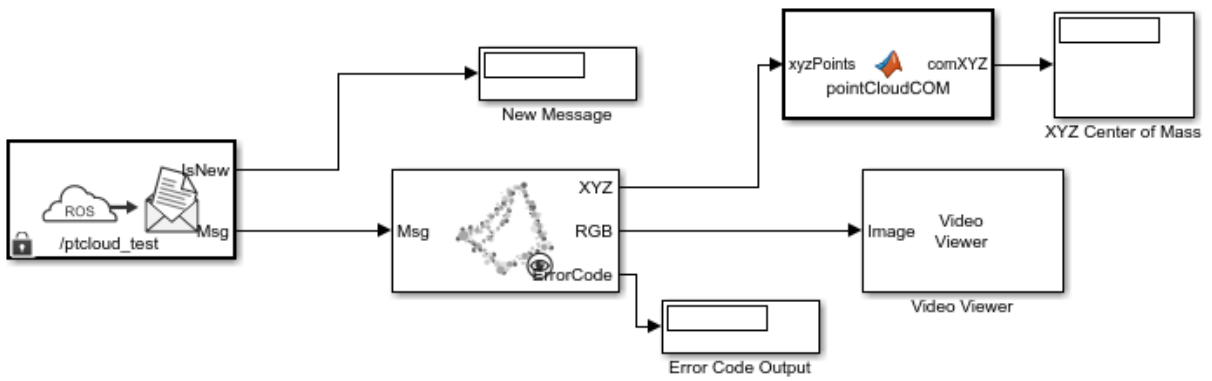 IsNew
ROS
Msg
/ptcloud_test
New Message
Msg
XYZ
RGB
ErrorCode
Error Code Output
xyzPoints
comXYZ
pointCloudCOM
XYZ Center of Mass
Image
Video
Viewer
Video Viewer